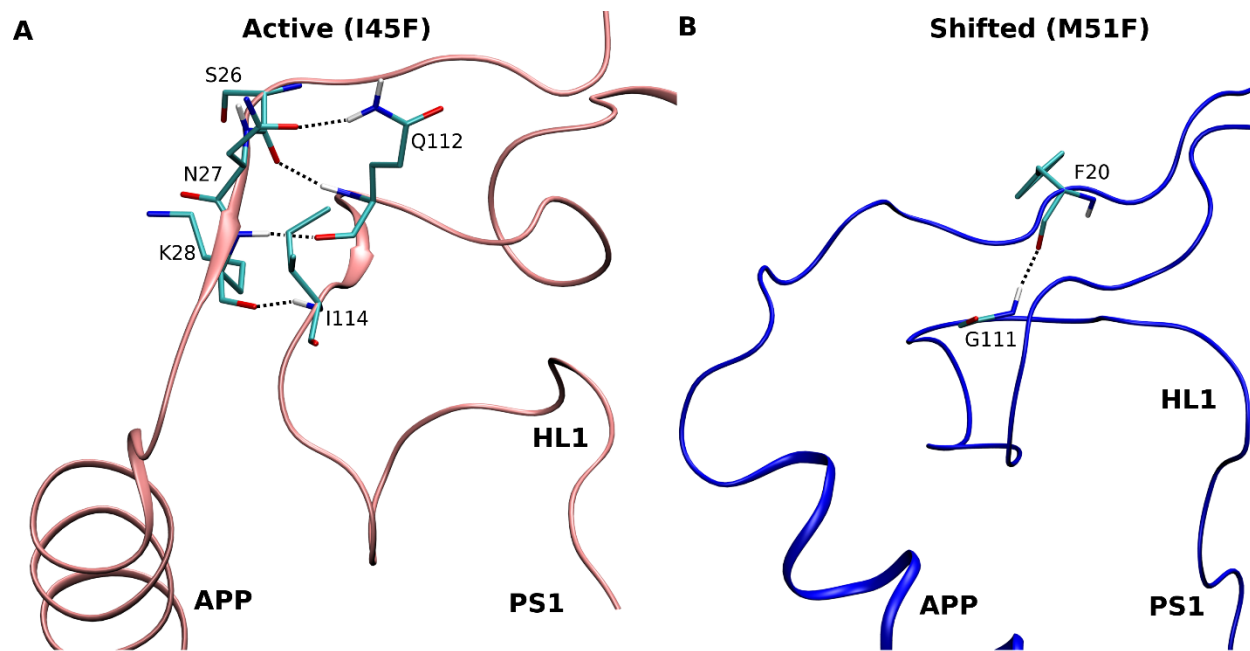 A
Active (I45F)
S26
Q112
N27
K28
I114
HL1
APP
PS1
B
Shifted (M51F)
F20
G111
HL1
APP
PS1